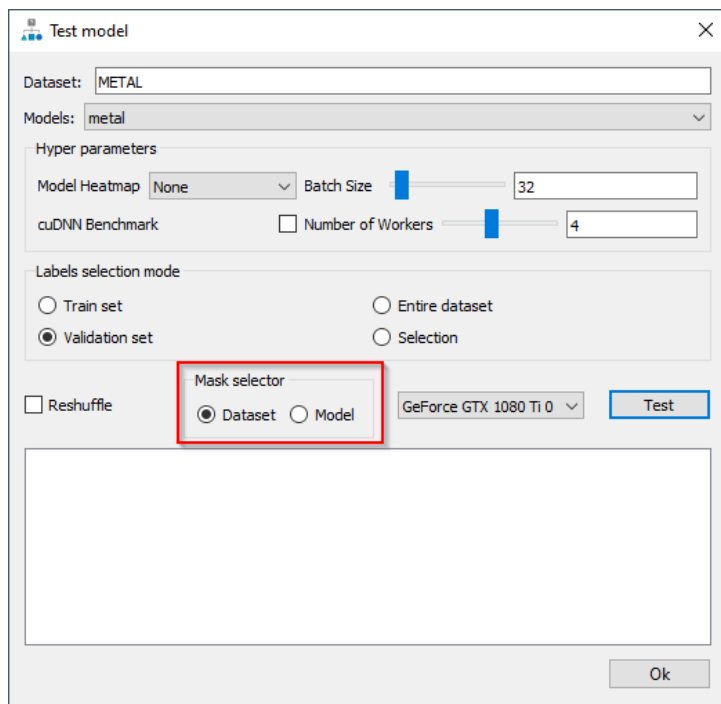 Test model
Dataset: METAL
Models: metal
Hyper parameters
Model Heatmap None Batch Size 32
cuDNN Benchmark Number of Workers 4
Labels selection mode
Train set Entire dataset
Validation set Selection
Mask selector
Reshuffle Dataset Model GeForce GTX 1080 Ti 0 Test
Ok